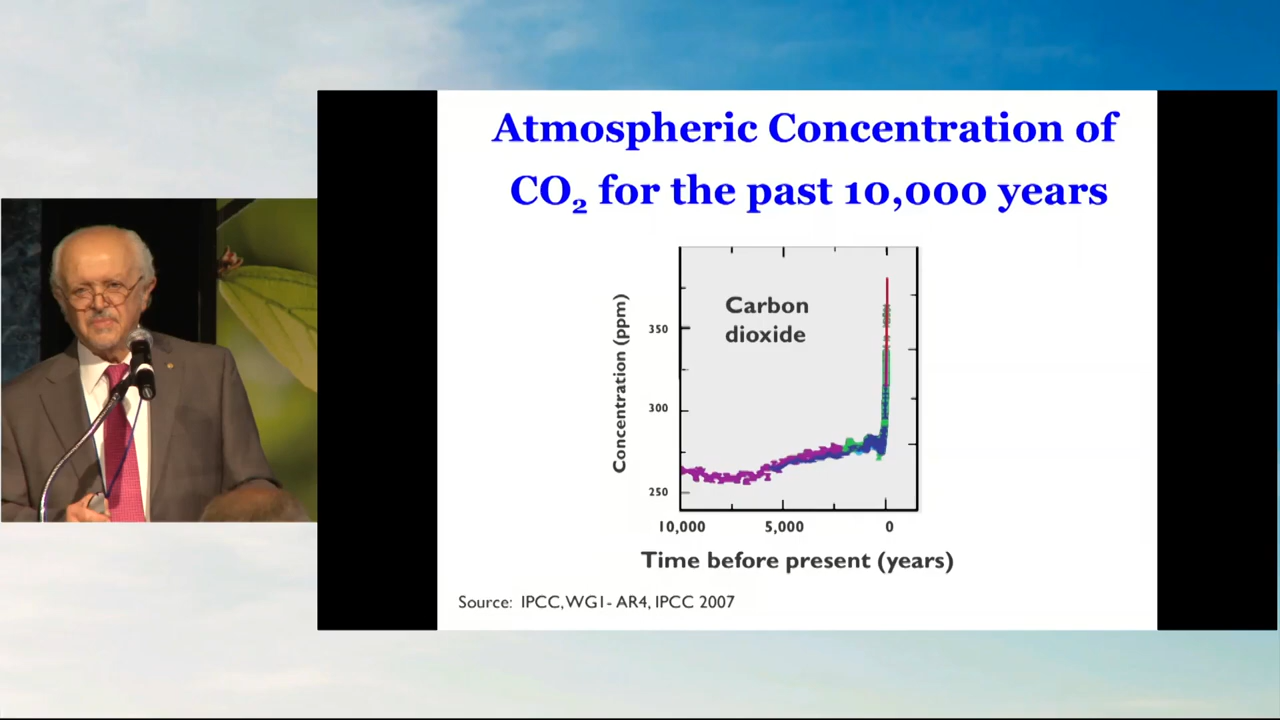 Atmospheric Concentration of
CO₂ for the past 10,000 years
Carbon
dioxide
Concentration (ppm)
350
300
250
10,000 5,000 0
Time before present (years)
Source: IPCC, WG1- AR4, IPCC 2007